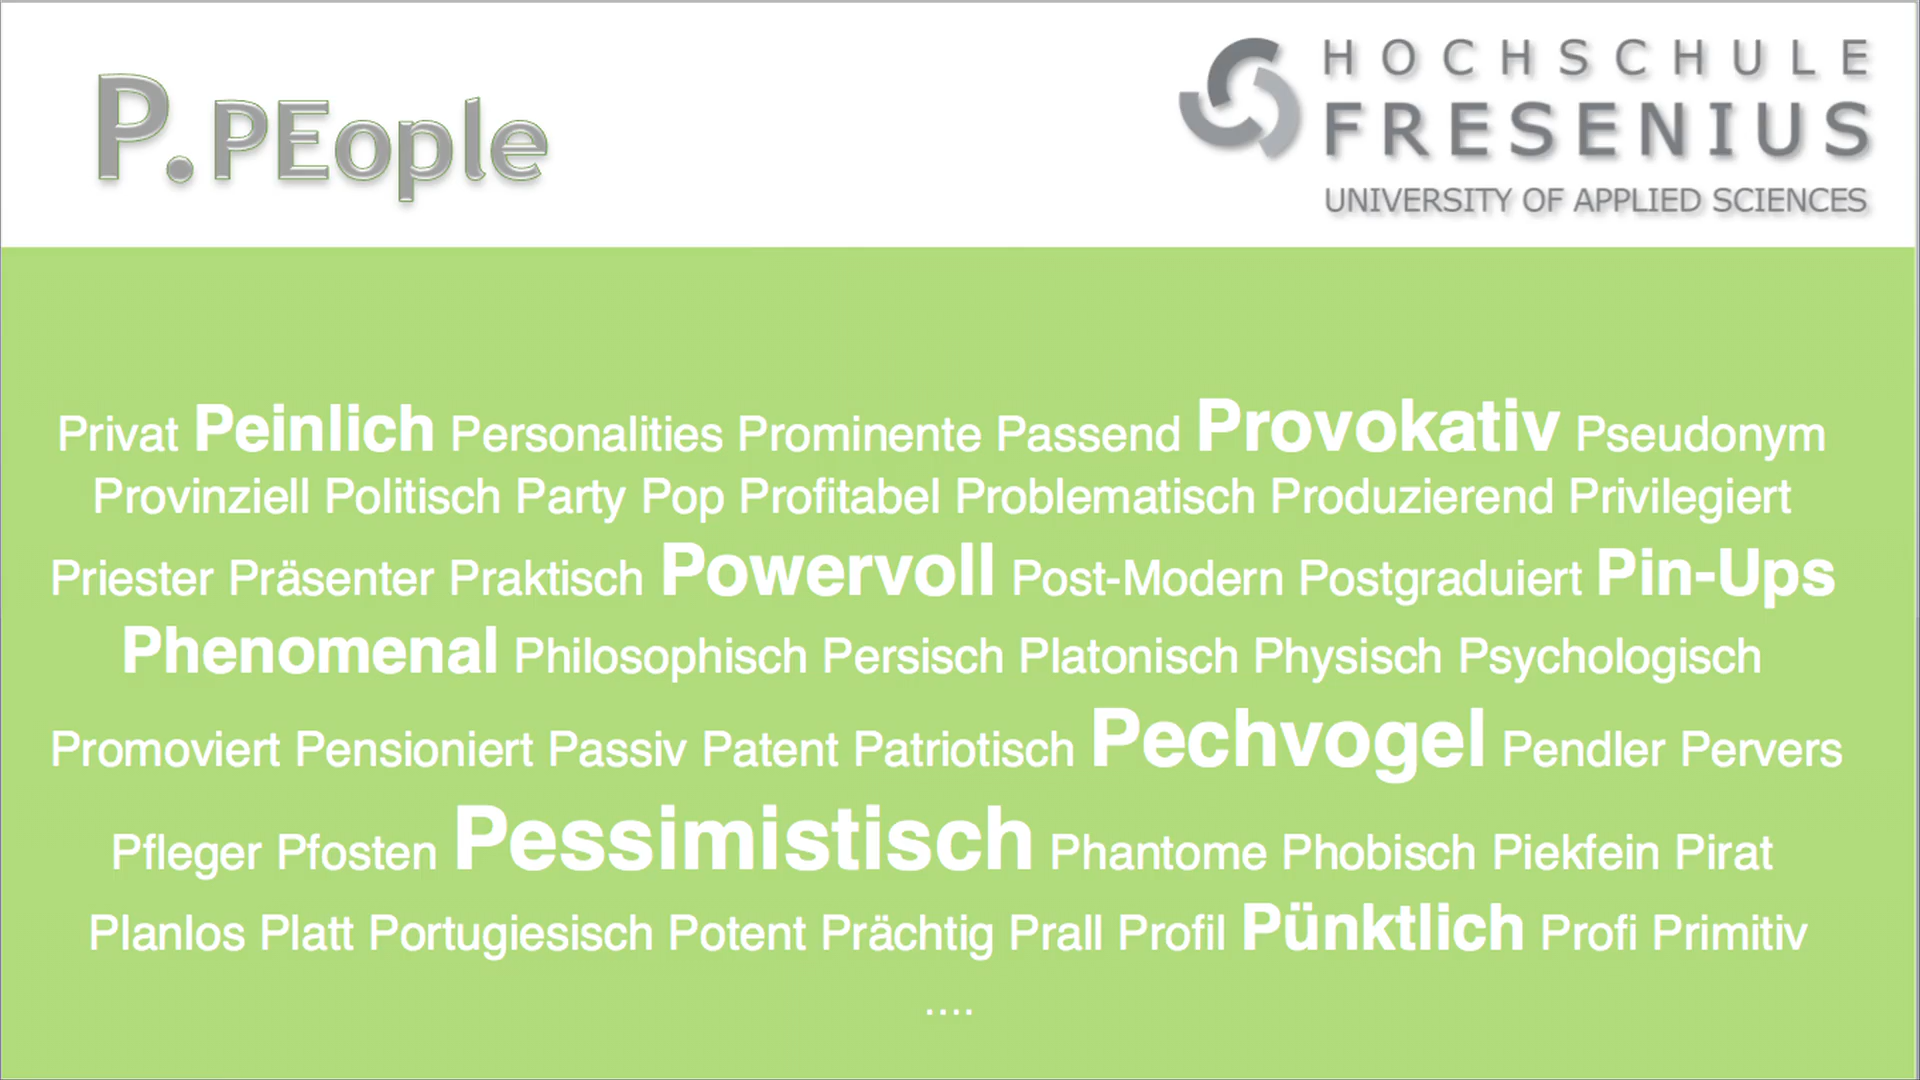 P.PEople
HOCHSCHULE
FRESENIUS
UNIVERSITY OF APPLIED SCIENCES
Privat Peinlich Personalities Prominente Passend Provokativ Pseudonym
Provinziell Politisch Party Pop Profitabel Problematisch Produzierend Privilegiert
Priester Präsenter Praktisch Powervoll Post-Modern Postgraduiert Pin-Ups
Phenomenal Philosophisch Persisch Platonisch Physisch Psychologisch
Promoviert Pensioniert Passiv Patent Patriotisch Pechvogel Pendler Pervers
Pfleger Pfosten Pessimistisch Phantome Phobisch Piekfein Pirat
Planlos Platt Portugiesisch Potent Prächtig Prall Profil Pünktlich Profi Primitiv
....